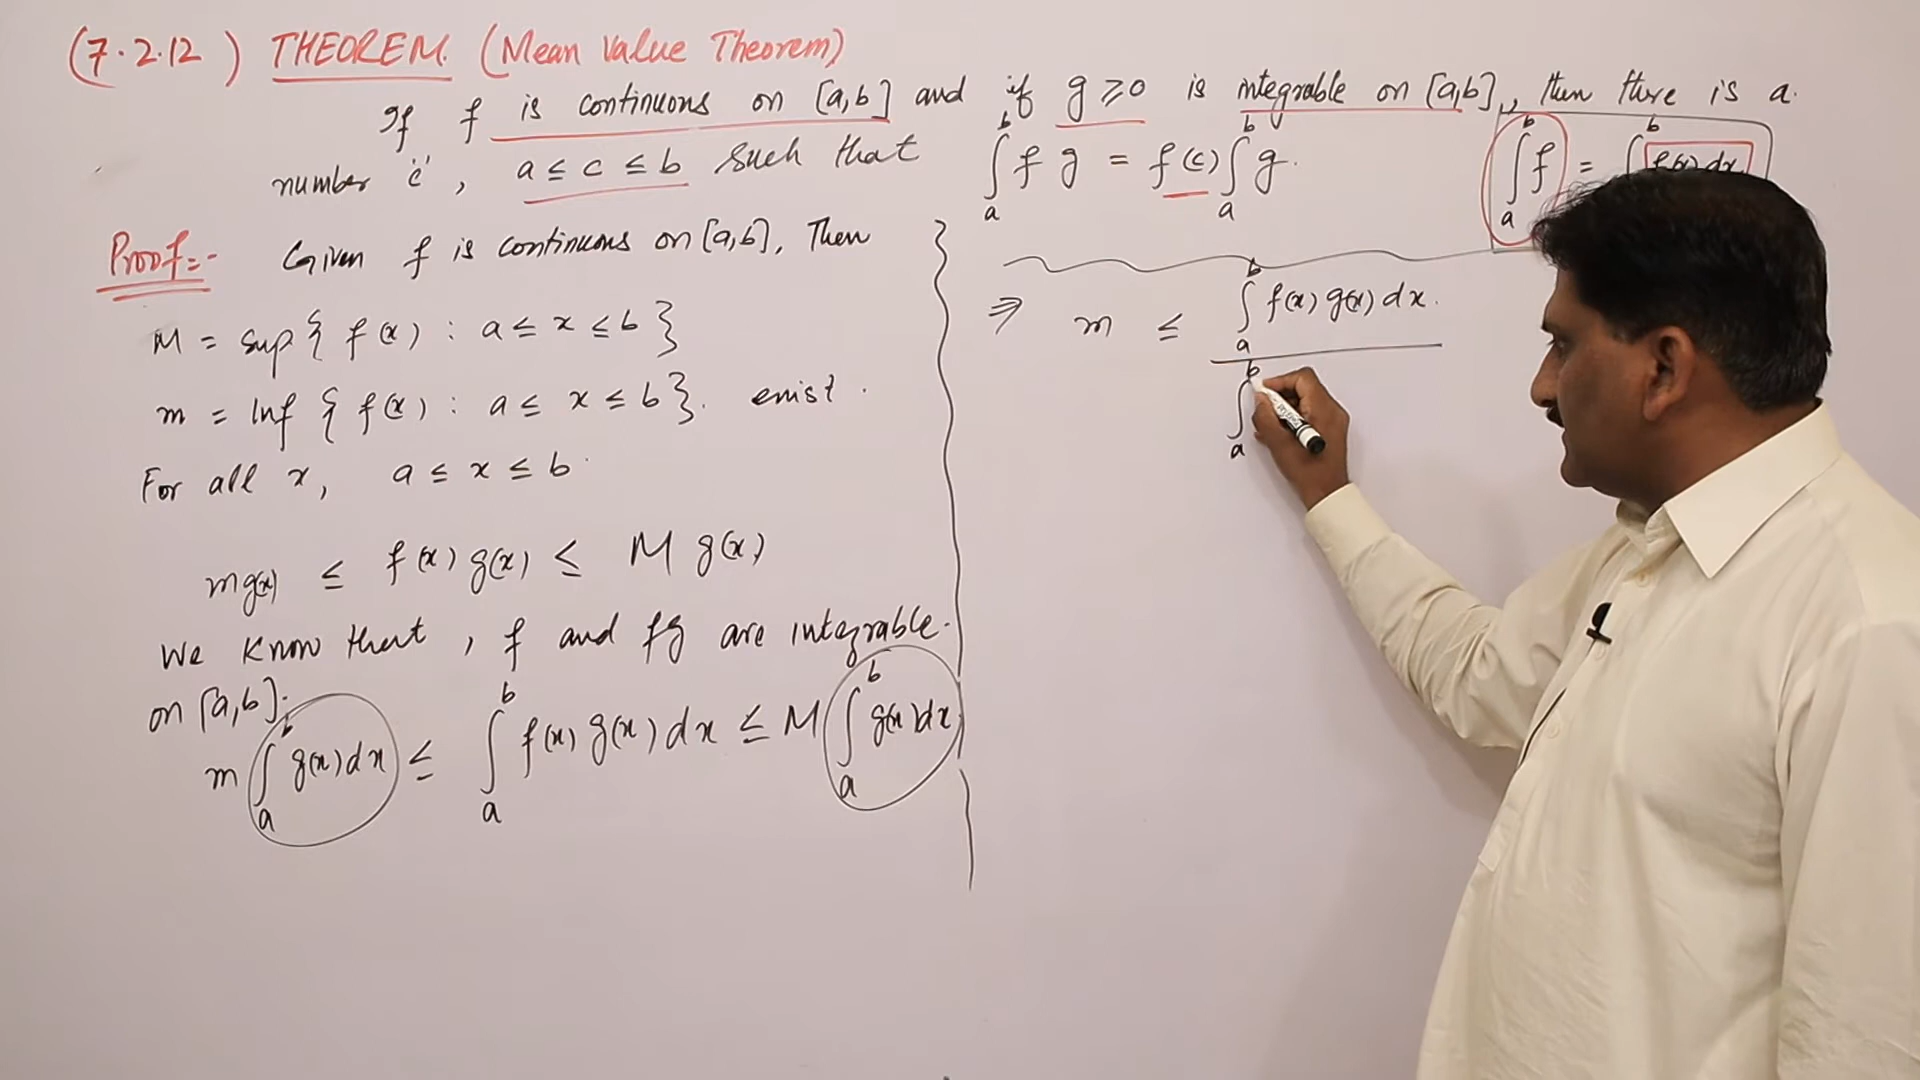 (7.2.12) THEOREM. (Mean Value Theorem)
If f is continuous on [a,b] and if g ≥ 0 is integrable on [a,b], then there is a
number 'c', a ≤ c ≤ b such that ∫_a^b f g = f(c) ∫_a^b g.
∫_a^b f = ∫^b f(x) dx
Proof:- Given f is continuous on [a,b], Then
M = Sup { f(x) : a ≤ x ≤ b }
m = Inf { f(x) : a ≤ x ≤ b }. exist.
For all x, a ≤ x ≤ b.
m g(x) ≤ f(x) g(x) ≤ M g(x)
We know that, f and fg are integrable.
on [a,b].
m ∫_a^b g(x) dx ≤ ∫_a^b f(x) g(x) dx ≤ M ∫_a^b g(x) dx
⇒ m ≤ ∫_a^b f(x) g(x) dx.
∫_a^b